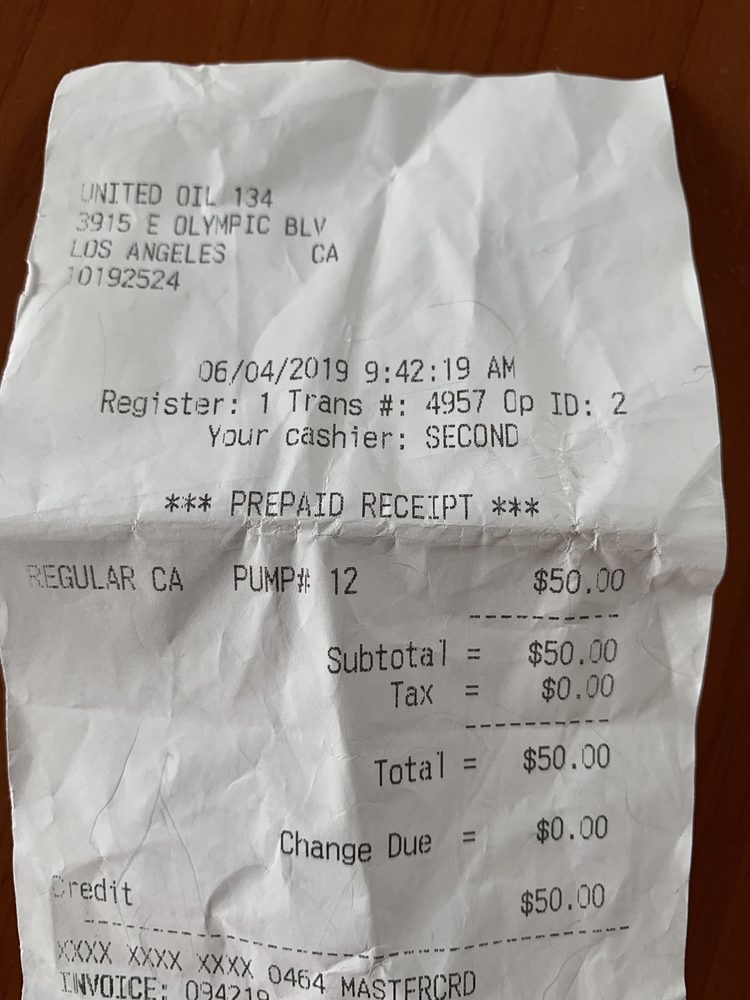 UNITED OIL 134
3915 E OLYMPIC BLV
LOS ANGELES CA
10192524
06/04/2019 9:42:19 AM
Register: 1 Trans #: 4957 Op ID: 2
Your cashier: SECOND
*** PREPAID RECEIPT ***
REGULAR CA PUMP# 12 $50.00
Subtotal = $50.00
Tax = $0.00
Total = $50.00
Change Due = $0.00
Credit $50.00
XXXX XXXX XXXX 0464 MASTERCRD
INVOICE: 094219